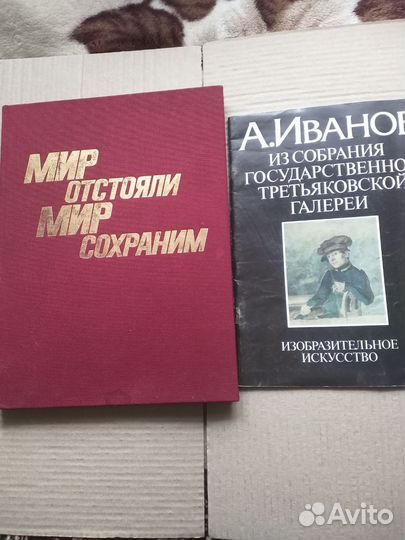 МИР
ОТСТОЯЛИ
МИР
СОХРАНИМ
А.ИВАНОВ
ИЗ СОБРАНИЯ
ГОСУДАРСТВЕННО
ТРЕТЬЯКОВСКОЙ
ГАЛЕРЕИ
ИЗОБРАЗИТЕЛЬНОЕ
ИСКУССТВО
Avito